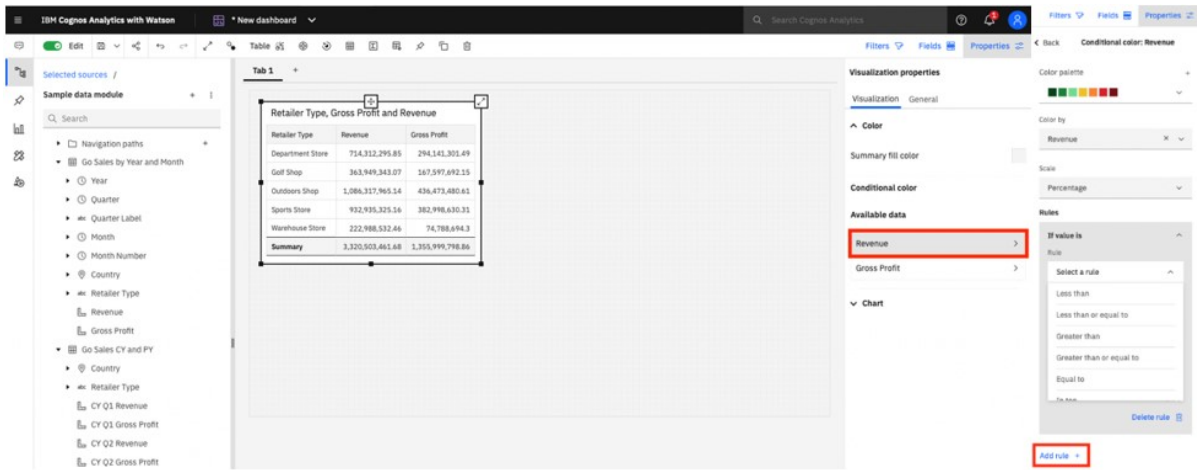 IBM Cognos Analytics with Watson
* New dashboard
Search Cognos Analytics
Edit
Table
Filters
Fields
Properties
Selected sources /
Sample data module
Search
Navigation paths
Go Sales by Year and Month
Year
Quarter
abc Quarter Label
Month
Month Number
Country
abc Retailer Type
Revenue
Gross Profit
Go Sales CY and PY
Country
abc Retailer Type
CY Q1 Revenue
CY Q1 Gross Profit
CY Q2 Revenue
CY Q2 Gross Profit
Tab 1 +
Retailer Type, Gross Profit and Revenue
Retailer Type Revenue Gross Profit
Department Store 714,312,295.85 294,141,301.49
Golf Shop 363,949,343.07 167,597,692.15
Outdoors Shop 1,086,317,965.14 436,473,480.61
Sports Store 932,935,325.16 382,998,630.31
Warehouse Store 222,988,532.46 74,788,694.3
Summary 3,320,503,461.68 1,355,999,798.86
Visualization properties
Visualization General
Color
Summary fill color
Conditional color
Available data
Revenue
Gross Profit
Chart
Filters Fields Properties
< Back Conditional color: Revenue
Color palette +
Color by
Revenue
Scale
Percentage
Rules
If value is
Rule
Select a rule
Less than
Less than or equal to
Greater than
Greater than or equal to
Equal to
Delete rule
Add rule +